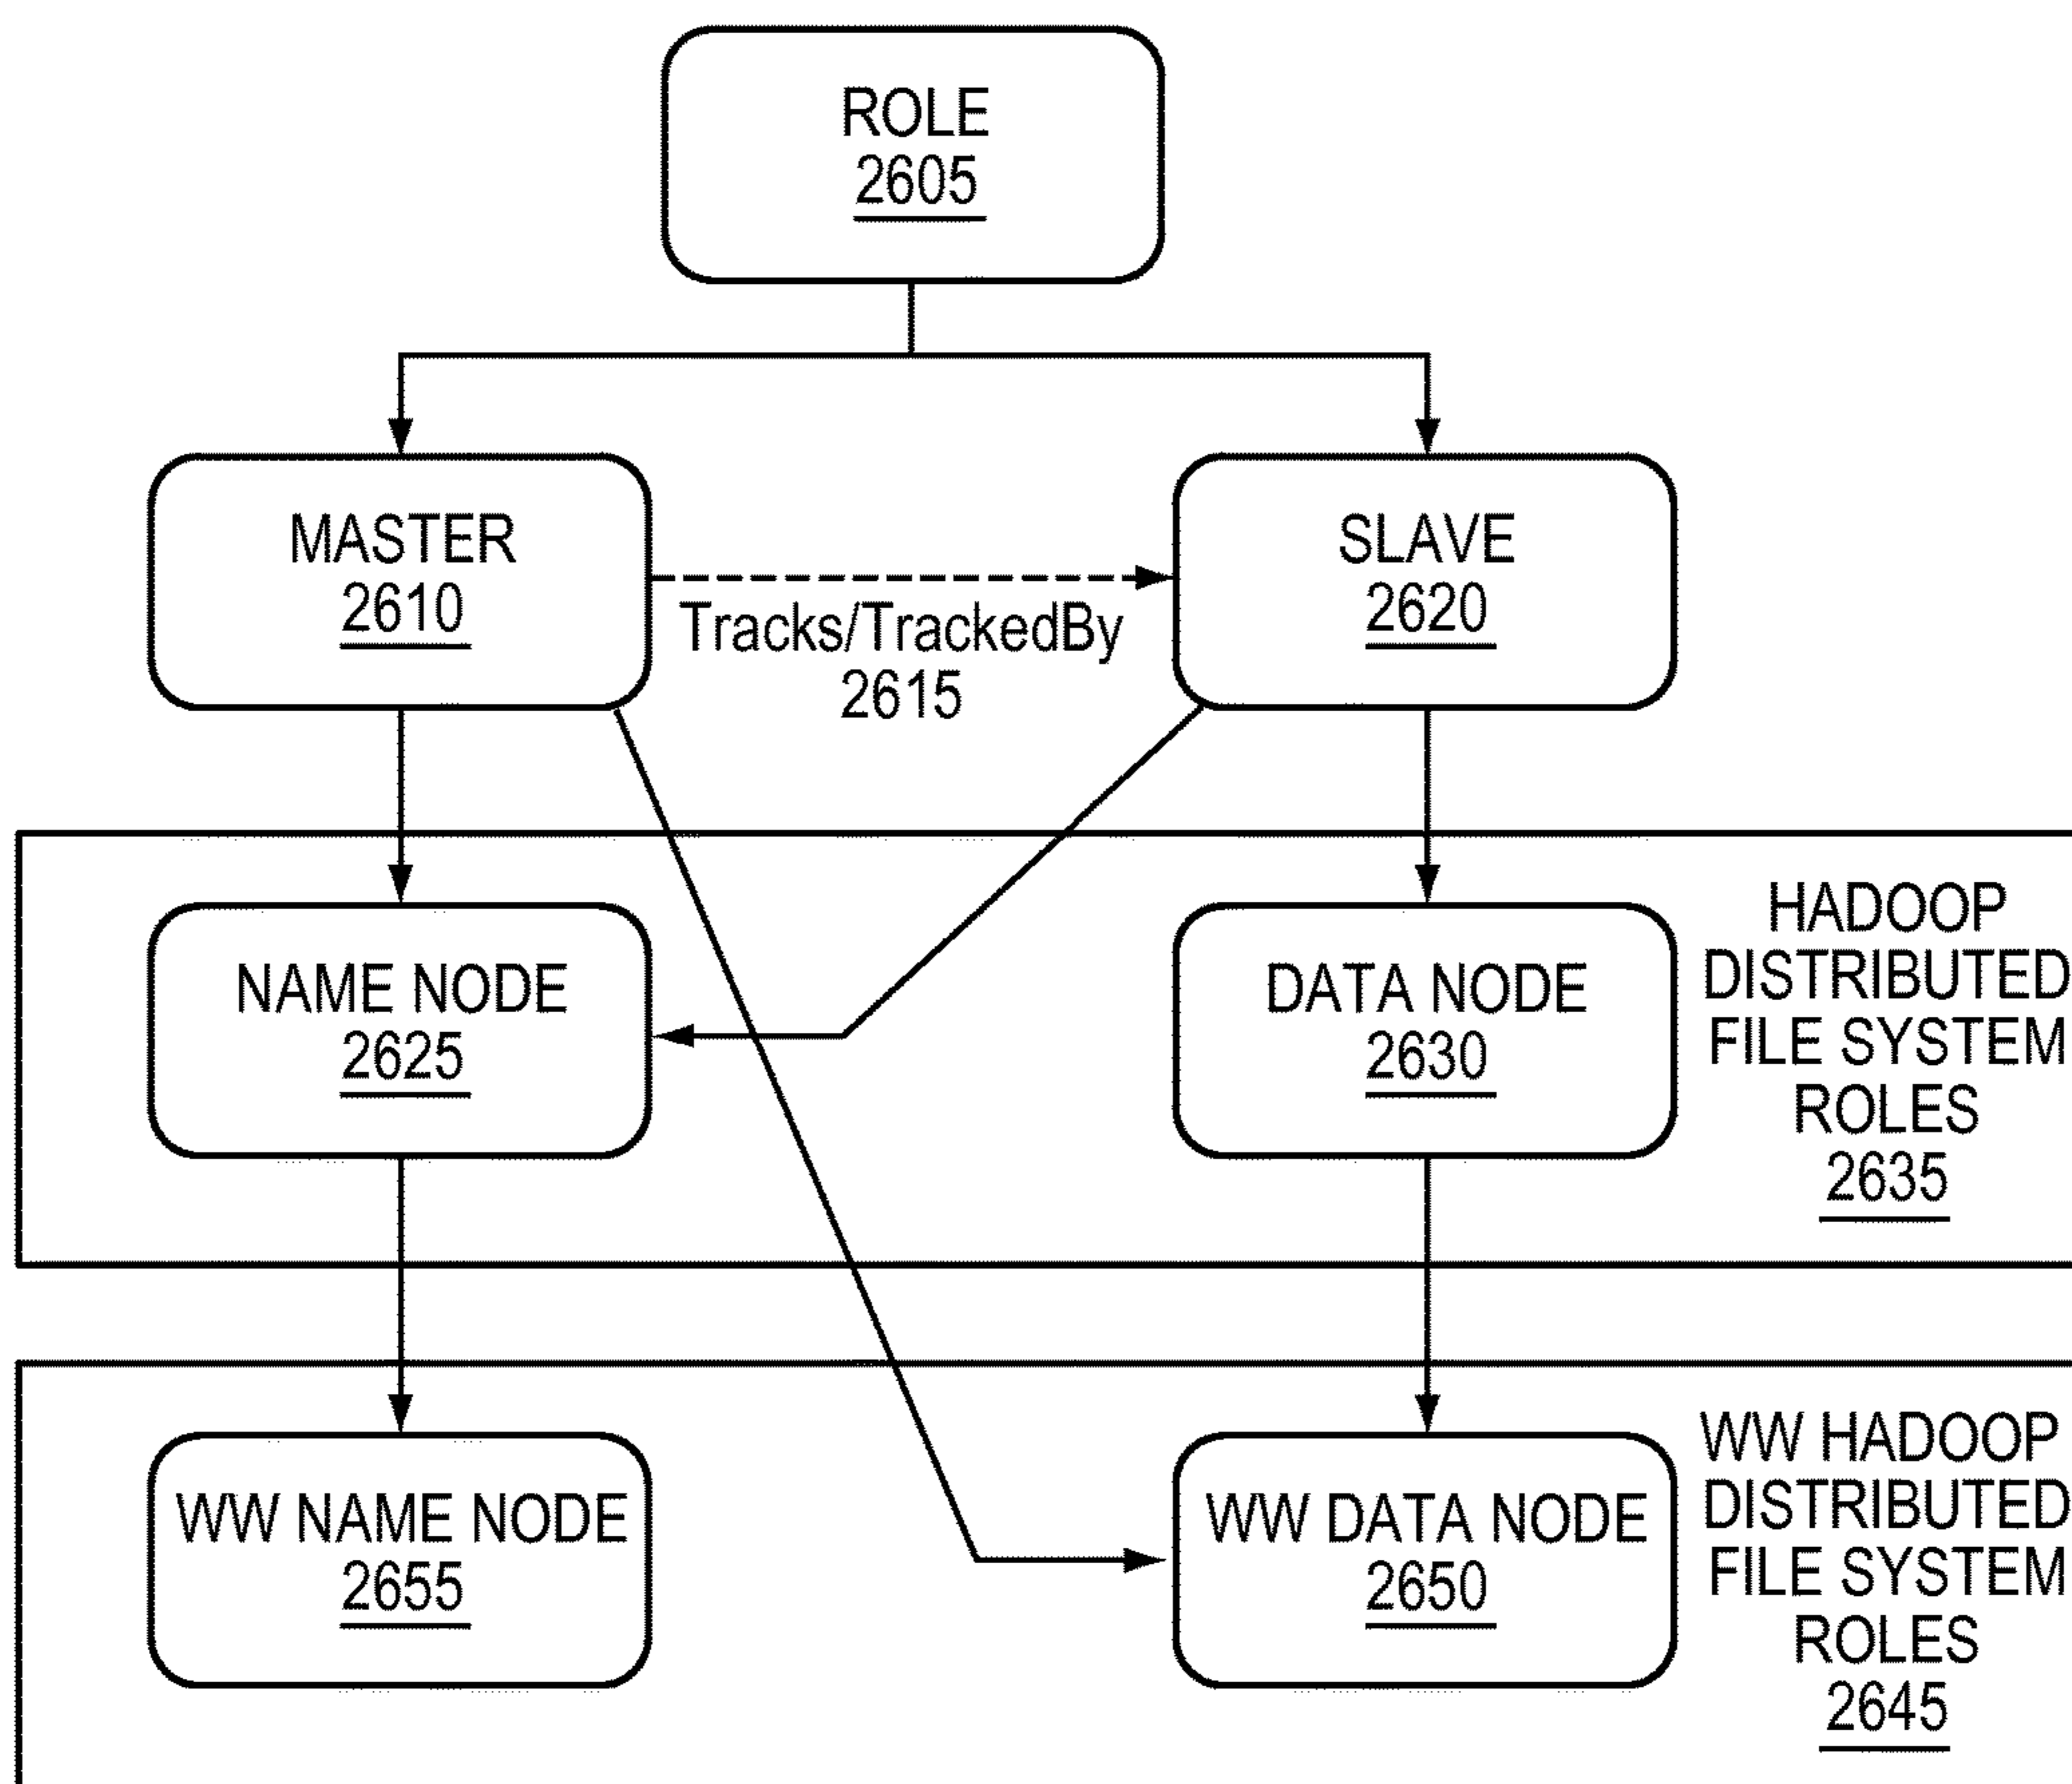 ROLE
2605
MASTER
2610
Tracks/TrackedBy
2615
SLAVE
2620
NAME NODE
2625
DATA NODE
2630
HADOOP
DISTRIBUTED
FILE SYSTEM
ROLES
2635
WW NAME NODE
2655
WW DATA NODE
2650
WW HADOOP
DISTRIBUTED
FILE SYSTEM
ROLES
2645